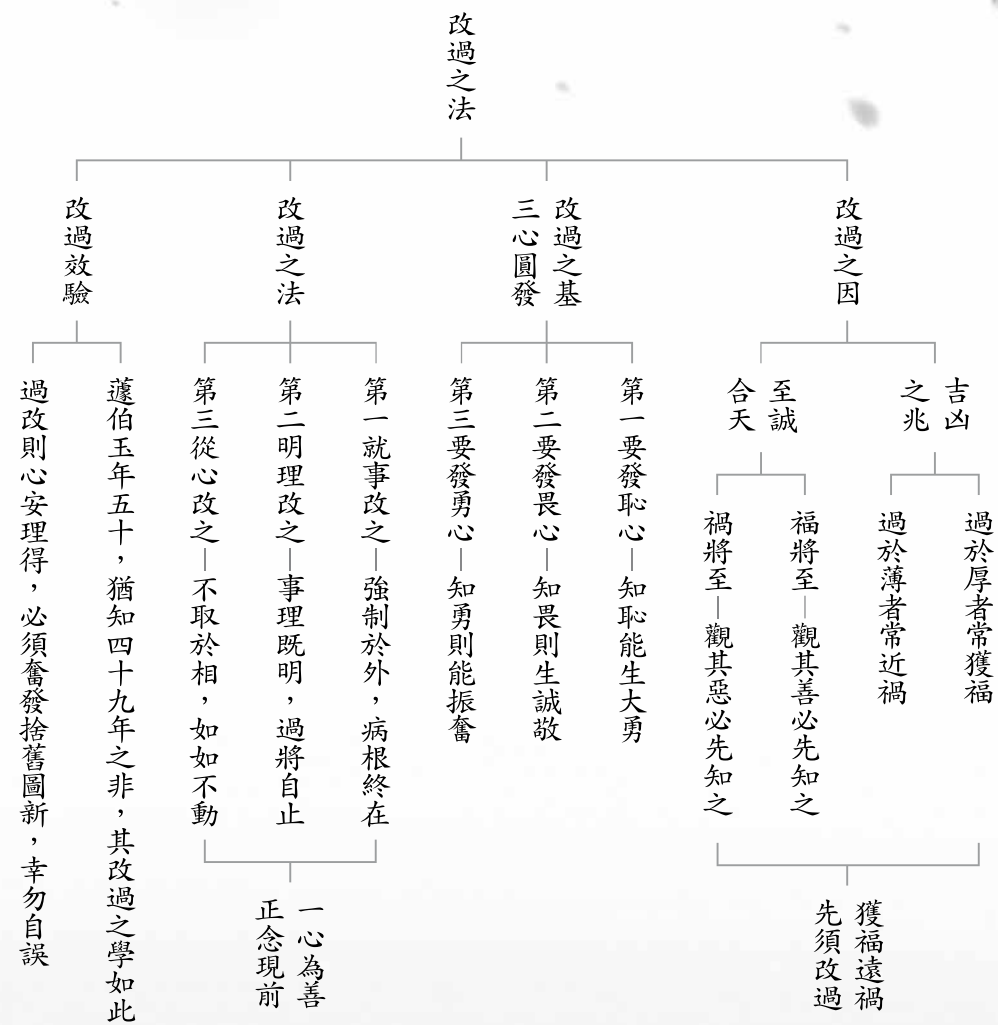 改過之法
改過之因
吉凶
之兆
過於厚者常獲福
過於薄者常近禍
至誠
合天
福將至
觀其善必先知之
禍將至
觀其惡必先知之
獲福遠禍
先須改過
改過之基
三心圓發
第一要發恥心
知恥能生大勇
第二要發畏心
知畏則生誠敬
第三要發勇心
知勇則能振奮
改過之法
第一就事改之
強制於外，病根終在
第二明理改之
事理既明，過將自止
第三從心改之
不取於相，如如不動
一心為善
正念現前
改過效驗
蘧伯玉年五十，猶知四十九年之非，其改過之學如此
過改則心安理得，必須奮發捨舊圖新，幸勿自誤